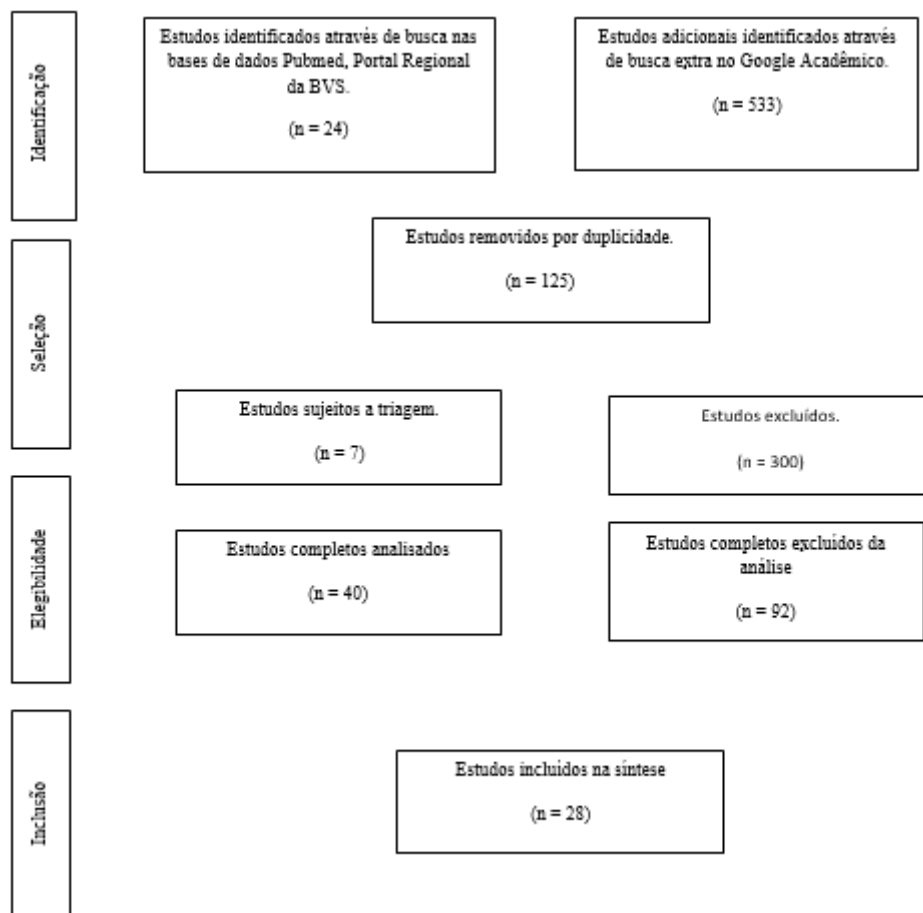 Identificação
Estudos identificados através de busca nas
bases de dados Pubmed, Portal Regional
da BVS.
(n = 24)
Estudos adicionais identificados através
de busca extra no Google Acadêmico.
(n = 533)
Estudos removidos por duplicidade.
(n = 125)
Seleção
Estudos sujeitos a triagem.
(n = 7)
Estudos excluídos.
(n = 300)
Elegibilidade
Estudos completos analisados
(n = 40)
Estudos completos excluídos da
análise
(n = 92)
Inclusão
Estudos incluídos na síntese
(n = 28)